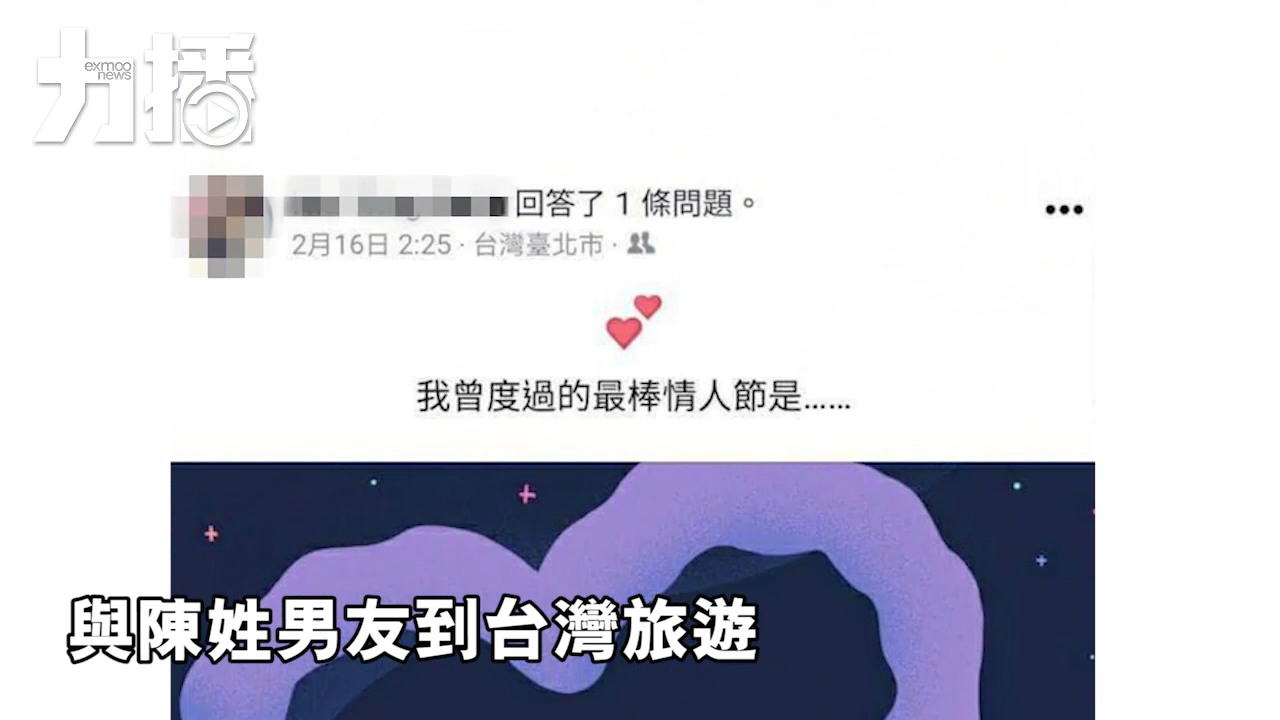 力播
exmoo
news
回答了 1 條問題。
2月16日 2:25 · 台灣臺北市 ·
我曾度過的最棒情人節是......
與陳姓男友到台灣旅遊